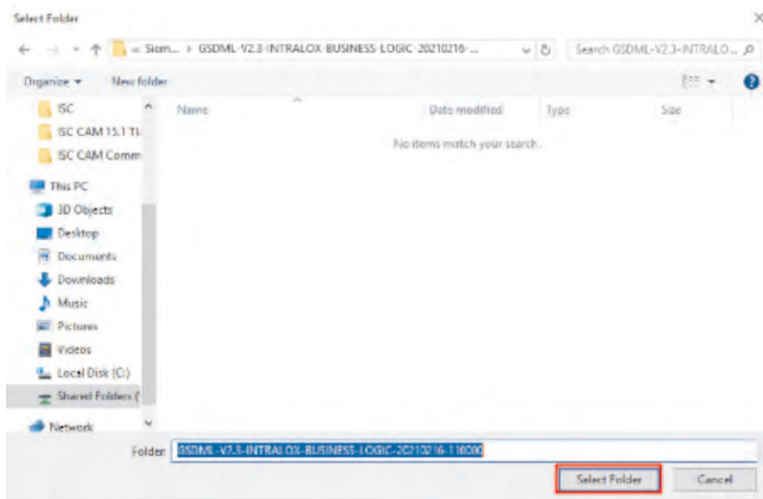 Select Folder
« Siem... › GSDML-V2.3-INTRALOX-BUSINESS-LOGIC-20210216-...
Search GSDML-V2.3-INTRALO...
Organize
New folder
Name
Date modified
Type
Size
No items match your search.
ISC
ISC CAM 15.1 TI
ISC CAM Comm
This PC
3D Objects
Desktop
Documents
Downloads
Music
Pictures
Videos
Local Disk (C:)
Shared Folders (
Network
Folder: GSDML-V2.3-INTRALOX-BUSINESS-LOGIC-20210216-110000
Select Folder
Cancel